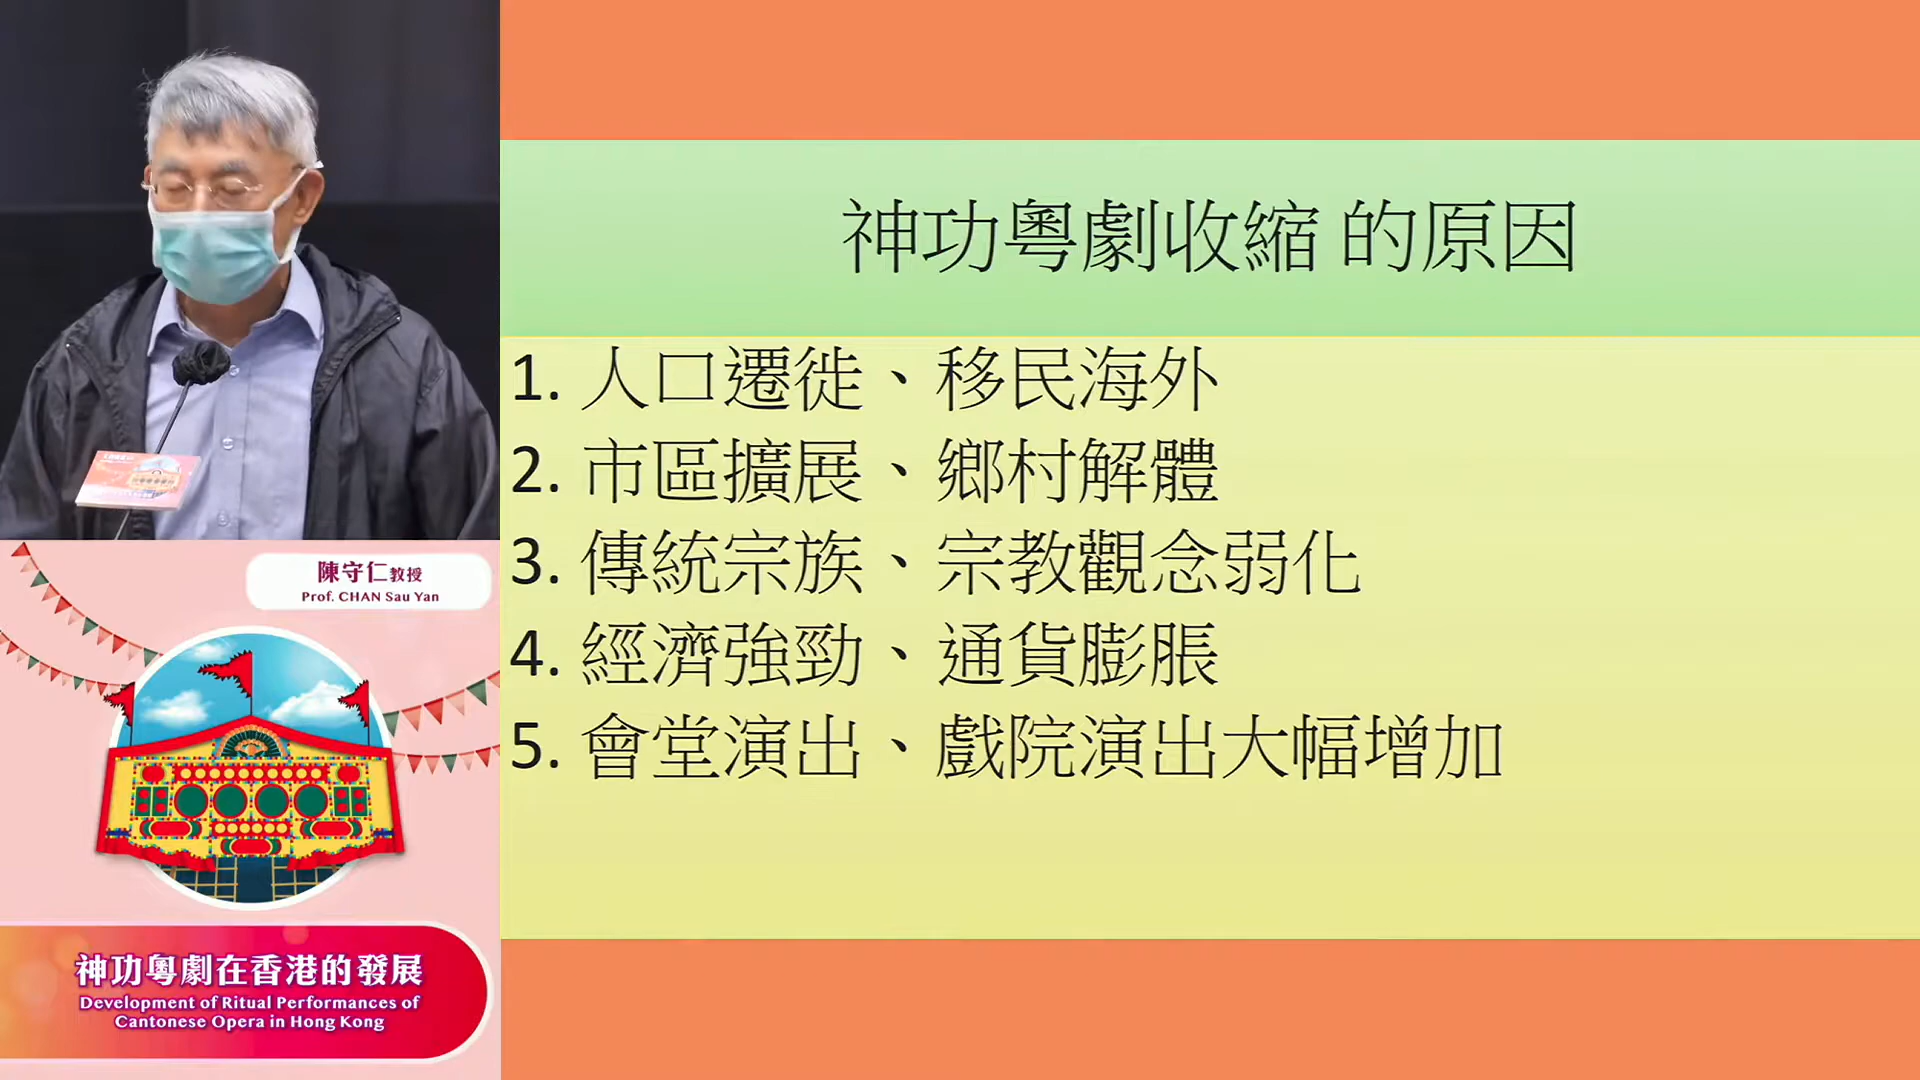 神功粵劇收縮 的原因
1. 人口遷徙、移民海外
2. 市區擴展、鄉村解體
3. 傳統宗族、宗教觀念弱化
4. 經濟強勁、通貨膨脹
5. 會堂演出、戲院演出大幅增加
陳守仁教授
Prof. CHAN Sau Yan
神功粵劇在香港的發展
Development of Ritual Performances of
Cantonese Opera in Hong Kong